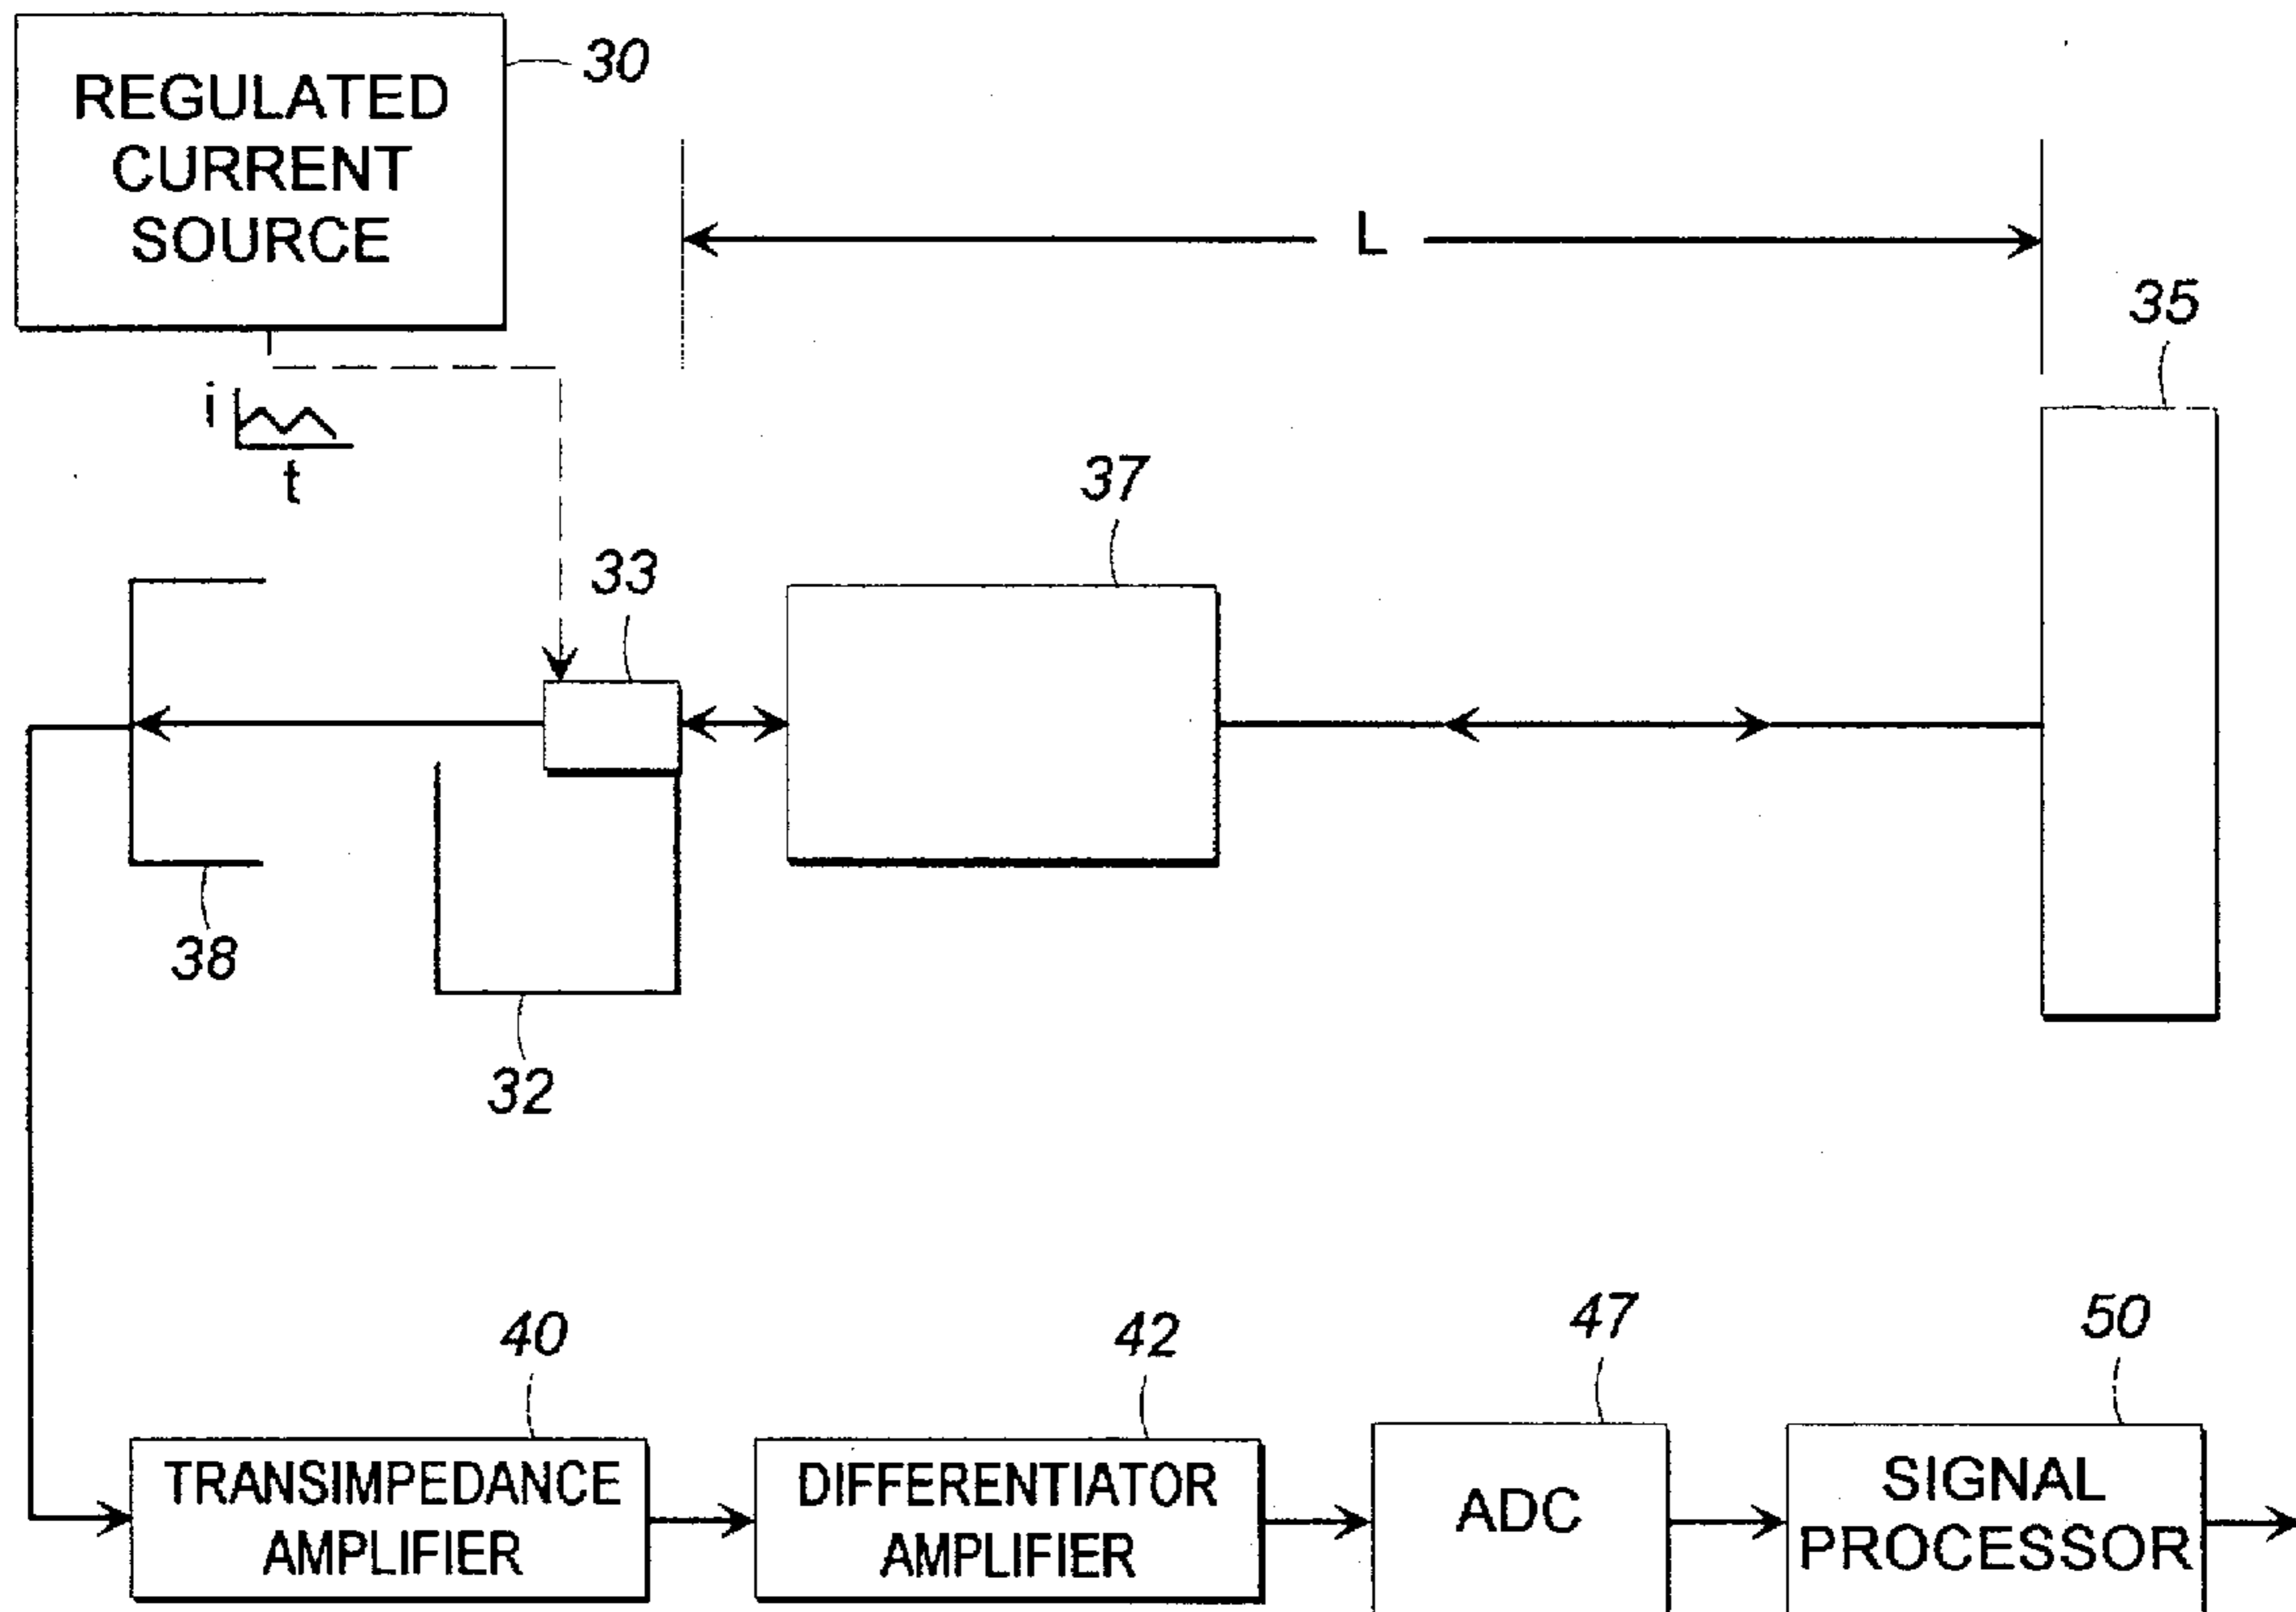 REGULATED
CURRENT
SOURCE
30
L
35
i
t
37
33
38
32
40
42
47
50
TRANSIMPEDANCE
AMPLIFIER
DIFFERENTIATOR
AMPLIFIER
ADC
SIGNAL
PROCESSOR